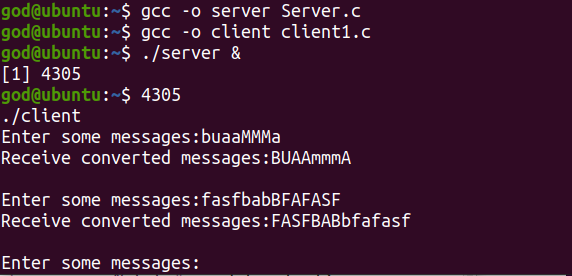 god@ubuntu:~$ gcc -o server Server.c
god@ubuntu:~$ gcc -o client client1.c
god@ubuntu:~$ ./server &
[1] 4305
god@ubuntu:~$ 4305
./client
Enter some messages:buaaMMMa
Receive converted messages:BUAAmmmA

Enter some messages:fasfbabBFAFASF
Receive converted messages:FASFBABbfafasf

Enter some messages: